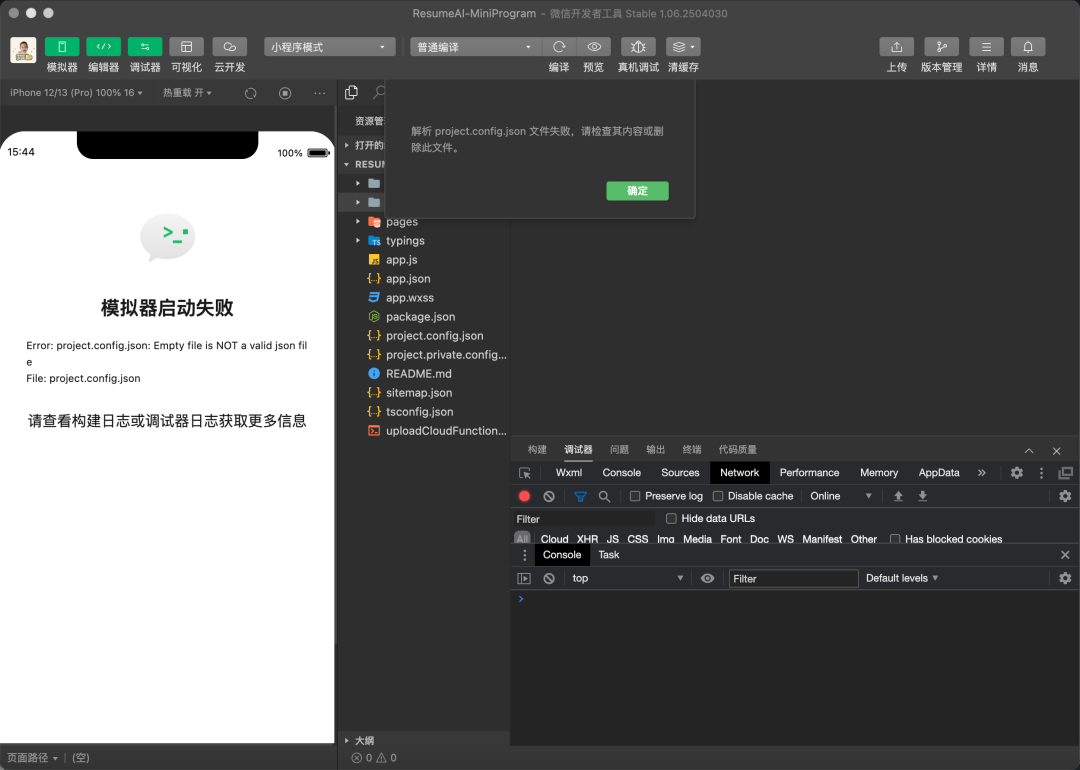 ResumeAI-MiniProgram - 微信开发者工具 Stable 1.06.2504030
模拟器 编辑器 调试器 可视化 云开发
小程序模式
普通编译
编译 预览 真机调试 清缓存
上传 版本管理 详情 消息
iPhone 12/13 (Pro) 100% 16
热重载 开
15:44
100%
模拟器启动失败
Error: project.config.json: Empty file is NOT a valid json fil
e
File: project.config.json
请查看构建日志或调试器日志获取更多信息
页面路径 (空)
资源管
打开的
RESUM
解析 project.config.json 文件失败，请检查其内容或删
除此文件。
确定
pages
typings
app.js
app.json
app.wxss
package.json
project.config.json
project.private.config...
README.md
sitemap.json
tsconfig.json
uploadCloudFunction...
大纲
0 0
构建 调试器 问题 输出 终端 代码质量
Wxml Console Sources Network Performance Memory AppData »
Preserve log Disable cache Online
Filter Hide data URLs
All Cloud XHR JS CSS Img Media Font Doc WS Manifest Other Has blocked cookies
Console Task
top Filter Default levels